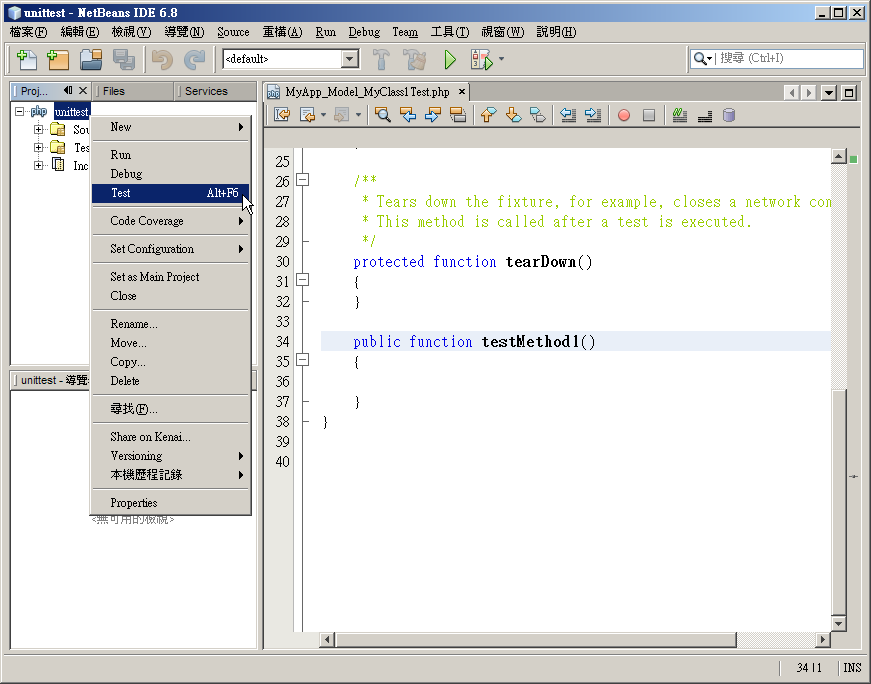 unittest - NetBeans IDE 6.8
檔案(F) 編輯(E) 檢視(V) 導覽(N) Source 重構(A) Run Debug Team 工具(T) 視窗(W) 說明(H)
<default>
搜尋 (Ctrl+I)
Proj... Files Services
MyApp_Model_MyClass1Test.php
php unittest
Sou
Tes
Inc
New
Run
Debug
Test Alt+F6
Code Coverage
Set Configuration
Set as Main Project
Close
Rename...
Move...
Copy...
Delete
尋找(F)...
Share on Kenai...
Versioning
本機歷程記錄
Properties
unittest - 導覽
<無可用的檢視>
25
26 /**
27 * Tears down the fixture, for example, closes a network con
28 * This method is called after a test is executed.
29 */
30 protected function tearDown()
31 {
32 }
33
34 public function testMethod1()
35 {
36
37 }
38 }
39
40
34|1 INS